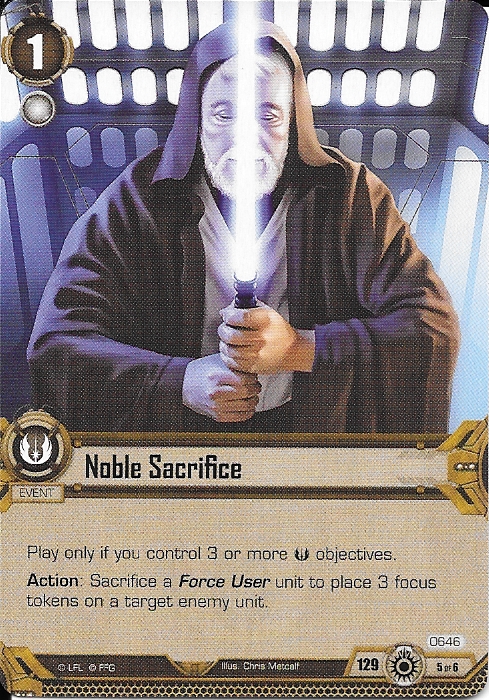 1
Noble Sacrifice
EVENT
Play only if you control 3 or more objectives.
Action: Sacrifice a Force User unit to place 3 focus
tokens on a target enemy unit.
0646
© LFL © FFG
Illus. Chris Metcalf
129
5 of 6